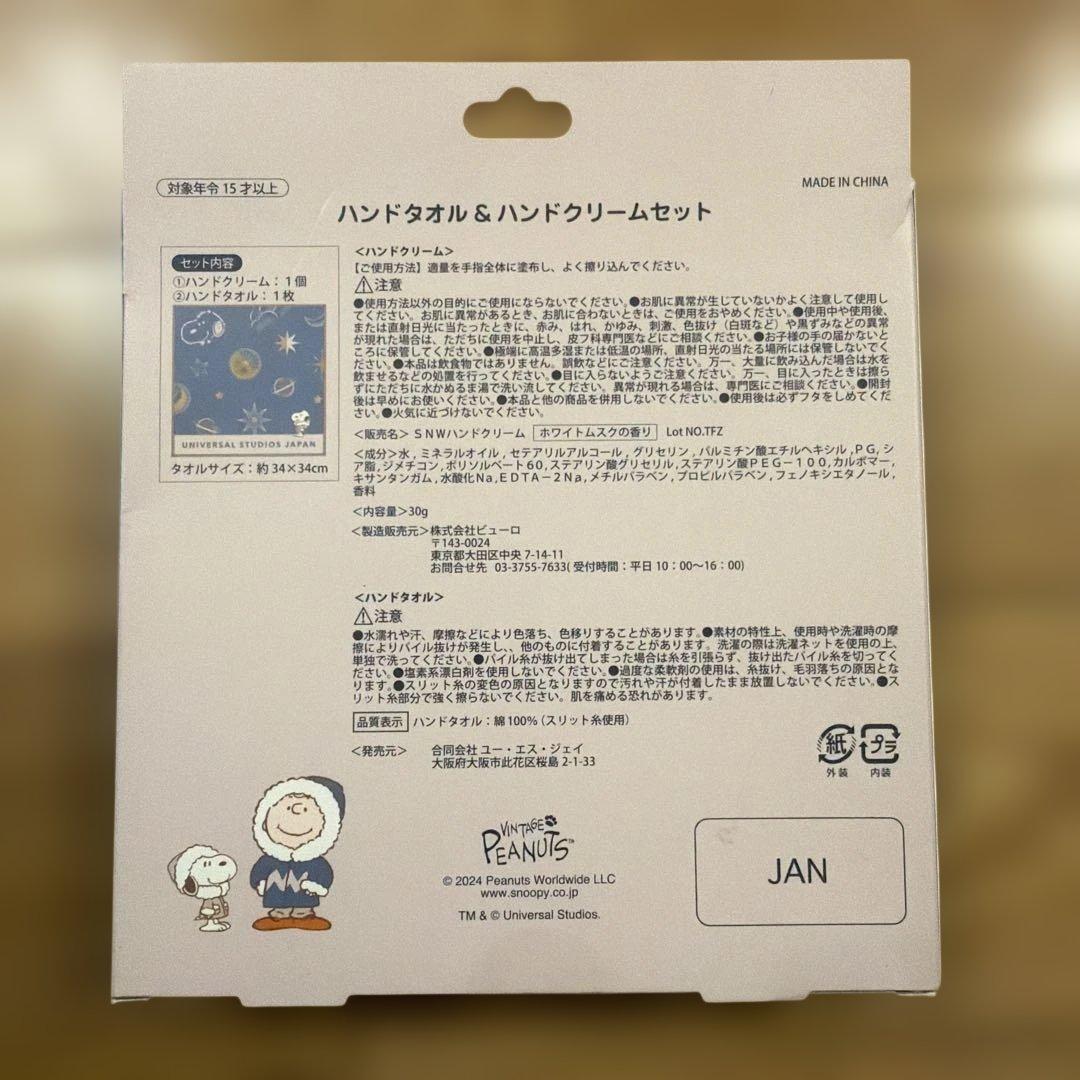 対象年令15才以上
MADE IN CHINA
ハンドタオル & ハンドクリームセット
セット内容
①ハンドクリーム：1個
②ハンドタオル：1枚
UNIVERSAL STUDIOS JAPAN
タオルサイズ：約34×34cm
＜ハンドクリーム＞
【ご使用方法】適量を手指全体に塗布し、よく擦り込んでください。
⚠注意
●使用方法以外の目的にご使用にならないでください。●お肌に異常が生じていないかよく注意して使用し
てください。お肌に異常があるとき、お肌に合わないときは、ご使用をおやめください。●使用中や使用後、
または直射日光に当たったときに、赤み、はれ、かゆみ、刺激、色抜け（白斑など）や黒ずみなどの異常
が現れた場合は、ただちに使用を中止し、皮フ科専門医などにご相談ください。●お子様の手の届かないと
ころに保管してください。●極端に高温多湿または低温の場所、直射日光の当たる場所には保管しないでく
ださい。●本品は飲食物ではありません。誤飲などにご注意ください。万一、大量に飲み込んだ場合は水を
飲ませるなどの処置を行ってください。●目に入らないようご注意ください。万一、目に入ったときは擦ら
ずにただちに水かぬるま湯で洗い流してください。異常が現れる場合は、専門医にご相談ください。●開封
後は早めにお使いください。●本品と他の商品を併用しないでください。●使用後は必ずフタをしめてくだ
さい。●火気に近づけないでください。
＜販売名＞ＳＮＷハンドクリーム ホワイトムスクの香り Lot NO.TFZ
＜成分＞水，ミネラルオイル，セテアリルアルコール，グリセリン，パルミチン酸エチルヘキシル，PG，シ
ア脂，ジメチコン，ポリソルベート60，ステアリン酸グリセリル，ステアリン酸ＰＥＧ－１００，カルボマー，
キサンタンガム，水酸化Na，EDTA－2Na，メチルパラベン，プロピルパラベン，フェノキシエタノール，
香料
＜内容量＞30g
＜製造販売元＞株式会社ビューロ
〒143-0024
東京都大田区中央 7-14-11
お問合せ先 03-3755-7633( 受付時間：平日 10：00〜16：00)
＜ハンドタオル＞
⚠注意
●水濡れや汗、摩擦などにより色落ち、色移りすることがあります。●素材の特性上、使用時や洗濯時の摩
擦によりパイル抜けが発生し、、他のものに付着することがあります。洗濯の際は洗濯ネットを使用の上、
単独で洗ってください。●パイル糸が抜け出てしまった場合は糸を引張らず、抜け出たパイル糸を切ってく
ださい。●塩素系漂白剤を使用しないでください。●過度な柔軟剤の使用は、糸抜け、毛羽落ちの原因とな
ります。●スリット糸の変色の原因となりますので汚れや汗が付着したまま放置しないでください。●ス
リット糸部分で強く擦らないでください。肌を痛める恐れがあります。
品質表示 ハンドタオル：綿100%（スリット糸使用）
＜発売元＞ 合同会社 ユー・エス・ジェイ
大阪府大阪市此花区桜島 2-1-33
紙 プラ
外装 内装
VINTAGE
PEANUTS™
© 2024 Peanuts Worldwide LLC
www.snoopy.co.jp
TM & © Universal Studios.
JAN